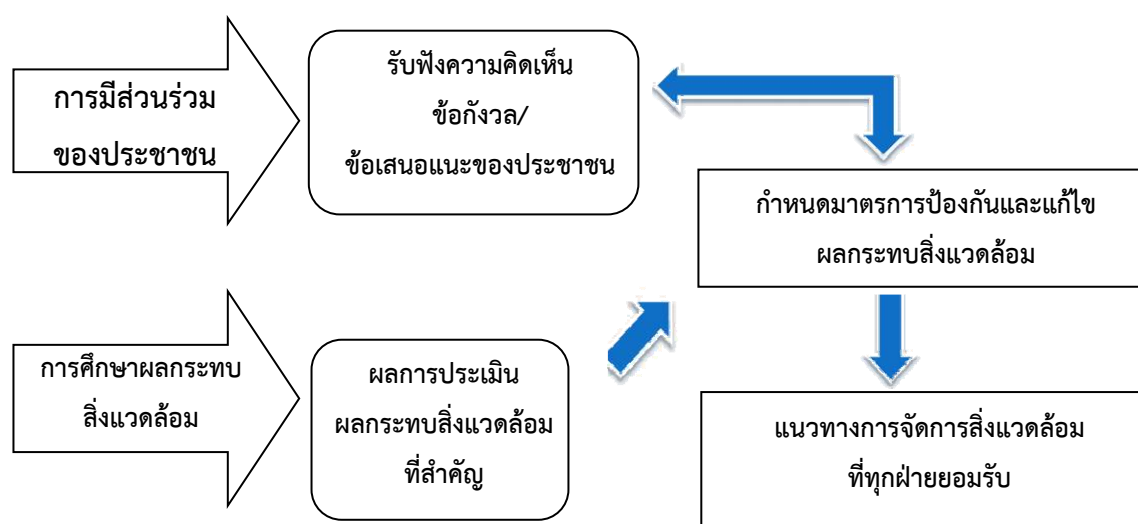 การมีส่วนร่วม
ของประชาชน
รับฟังความคิดเห็น
ข้อกังวล/
ข้อเสนอแนะของประชาชน
กำหนดมาตรการป้องกันและแก้ไข
ผลกระทบสิ่งแวดล้อม
การศึกษาผลกระทบ
สิ่งแวดล้อม
ผลการประเมิน
ผลกระทบสิ่งแวดล้อม
ที่สำคัญ
แนวทางการจัดการสิ่งแวดล้อม
ที่ทุกฝ่ายยอมรับ